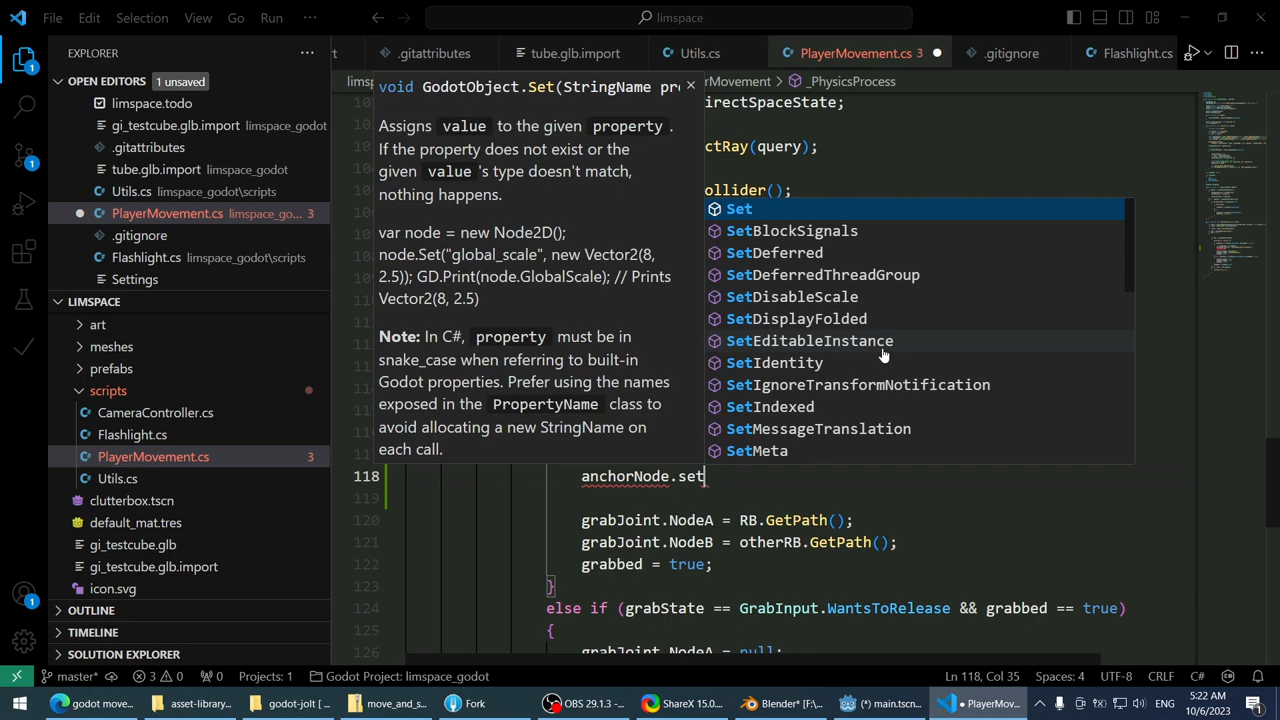 File Edit Selection View Go Run ··· limspace
EXPLORER
OPEN EDITORS 1 unsaved
limspace.todo
gi_testcube.glb.import limspace_godot
.gitattributes
tube.glb.import limspace_godot
Utils.cs limspace_godot\scripts
PlayerMovement.cs limspace_go... 3
.gitignore
Flashlight.cs limspace_godot\scripts
Settings
LIMSPACE
art
meshes
prefabs
scripts
CameraController.cs
Flashlight.cs
PlayerMovement.cs 3
Utils.cs
clutterbox.tscn
default_mat.tres
gi_testcube.glb
gi_testcube.glb.import
icon.svg
OUTLINE
TIMELINE
SOLUTION EXPLORER
.gitattributes tube.glb.import Utils.cs PlayerMovement.cs 3 .gitignore Flashlight.cs
rMovement > _PhysicsProcess
void GodotObject.Set(StringName pr
Assigns value to the given property .
If the property does not exist or the
given value 's type doesn't match,
nothing happens.
var node = new Node2D();
2.5)); GD.Print(node.GlobalScale); // Prints
Vector2(8, 2.5)
Note: In C#, property must be in
snake_case when referring to built-in
Godot properties. Prefer using the names
exposed in the PropertyName class to
avoid allocating a new StringName on
each call.
irectSpaceState;
ctRay(query);
ollider();
Set
SetBlockSignals
SetDeferred
SetDeferredThreadGroup
SetDisableScale
SetDisplayFolded
SetEditableInstance
SetIdentity
SetIgnoreTransformNotification
SetIndexed
SetMessageTranslation
SetMeta
118 anchorNode.set
119
120 grabJoint.NodeA = RB.GetPath();
121 grabJoint.NodeB = otherRB.GetPath();
122 grabbed = true;
123 }
124 else if (grabState == GrabInput.WantsToRelease && grabbed == true)
125 {
126 grabJoint.NodeA = null;
master* 3 0 0 Projects: 1 Godot Project: limspace_godot Ln 118, Col 35 Spaces: 4 UTF-8 CRLF C#
godot move... asset-library... godot-jolt [ ... move_and_s... Fork OBS 29.1.3 -... ShareX 15.0... Blender* [F:\... (*) main.tscn... ● PlayerMov... ENG 5:22 AM
10/6/2023